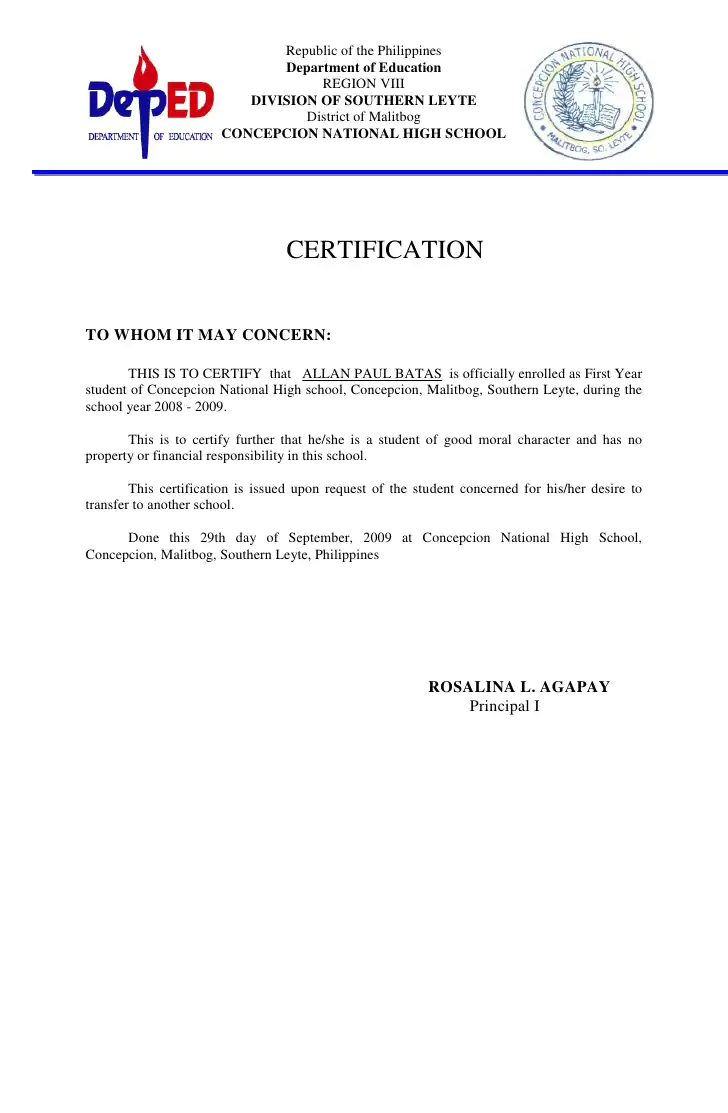 Republic of the Philippines
Department of Education
REGION VIII
DIVISION OF SOUTHERN LEYTE
District of Malitbog
CONCEPCION NATIONAL HIGH SCHOOL
DepED
DEPARTMENT OF EDUCATION
CONCEPCION NATIONAL HIGH SCHOOL
MALITBOG, SO. LEYTE
CERTIFICATION
TO WHOM IT MAY CONCERN:
THIS IS TO CERTIFY that ALLAN PAUL BATAS is officially enrolled as First Year
student of Concepcion National High school, Concepcion, Malitbog, Southern Leyte, during the
school year 2008 - 2009.
This is to certify further that he/she is a student of good moral character and has no
property or financial responsibility in this school.
This certification is issued upon request of the student concerned for his/her desire to
transfer to another school.
Done this 29th day of September, 2009 at Concepcion National High School,
Concepcion, Malitbog, Southern Leyte, Philippines
ROSALINA L. AGAPAY
Principal I